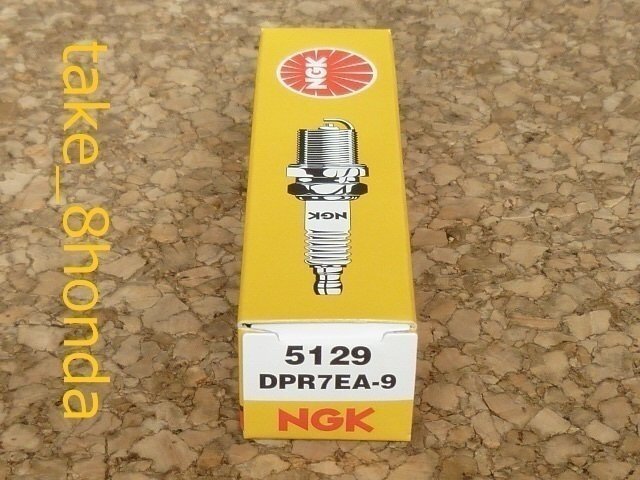 take_8honda
NGK
NGK
5129
DPR7EA-9
NGK